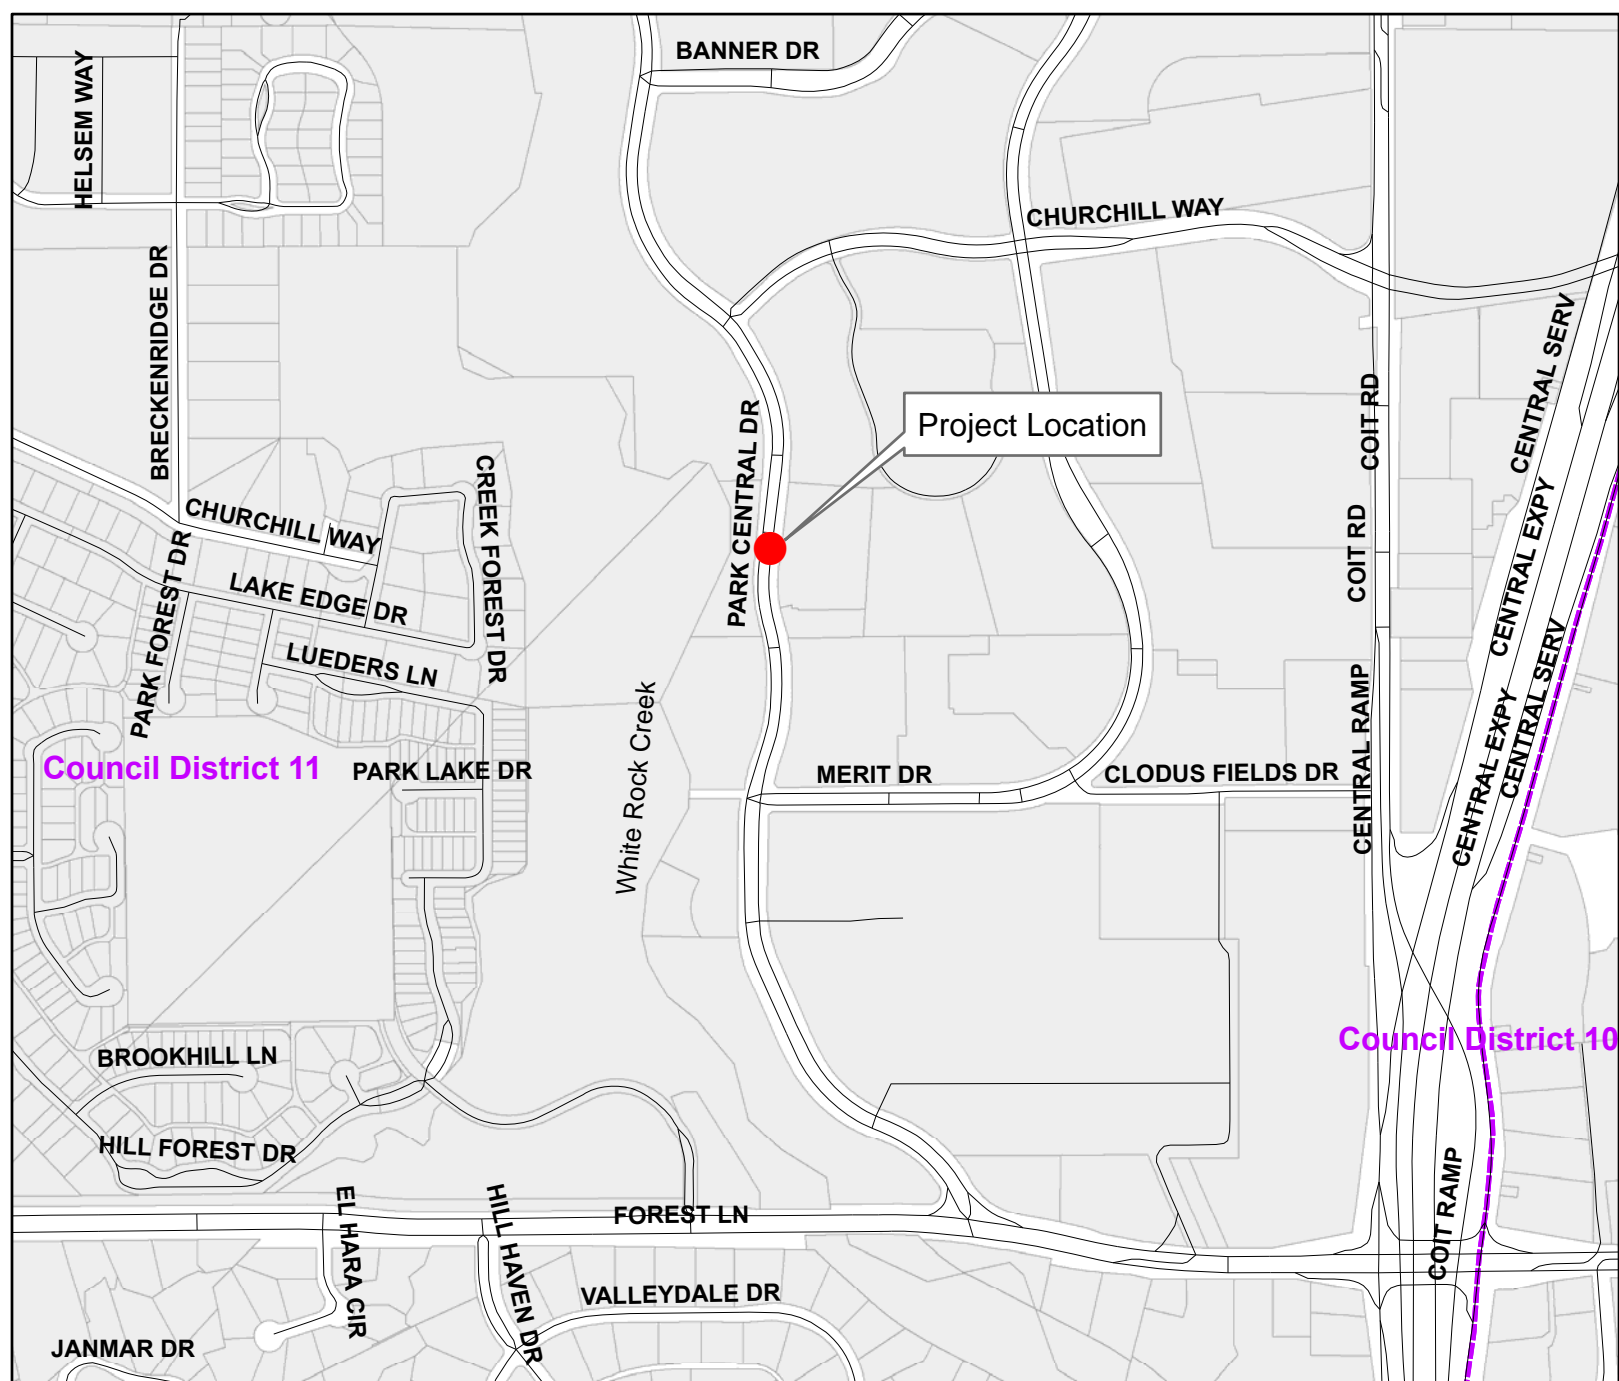 BANNER DR
HELSEM WAY
CHURCHILL WAY
BRECKENRIDGE DR
CENTRAL SERV
COIT RD
PARK CENTRAL DR
Project Location
CREEK FOREST DR
CHURCHILL WAY
COIT RD
CENTRAL EXPY
PARK FOREST DR
LAKE EDGE DR
LUEDERS LN
CENTRAL SERV
White Rock Creek
CENTRAL RAMP
CENTRAL EXPY
Council District 11
PARK LAKE DR
MERIT DR
CLODUS FIELDS DR
Council District 10
BROOKHILL LN
HILL FOREST DR
COIT RAMP
EL HARA CIR
HILL HAVEN DR
FOREST LN
VALLEYDALE DR
JANMAR DR